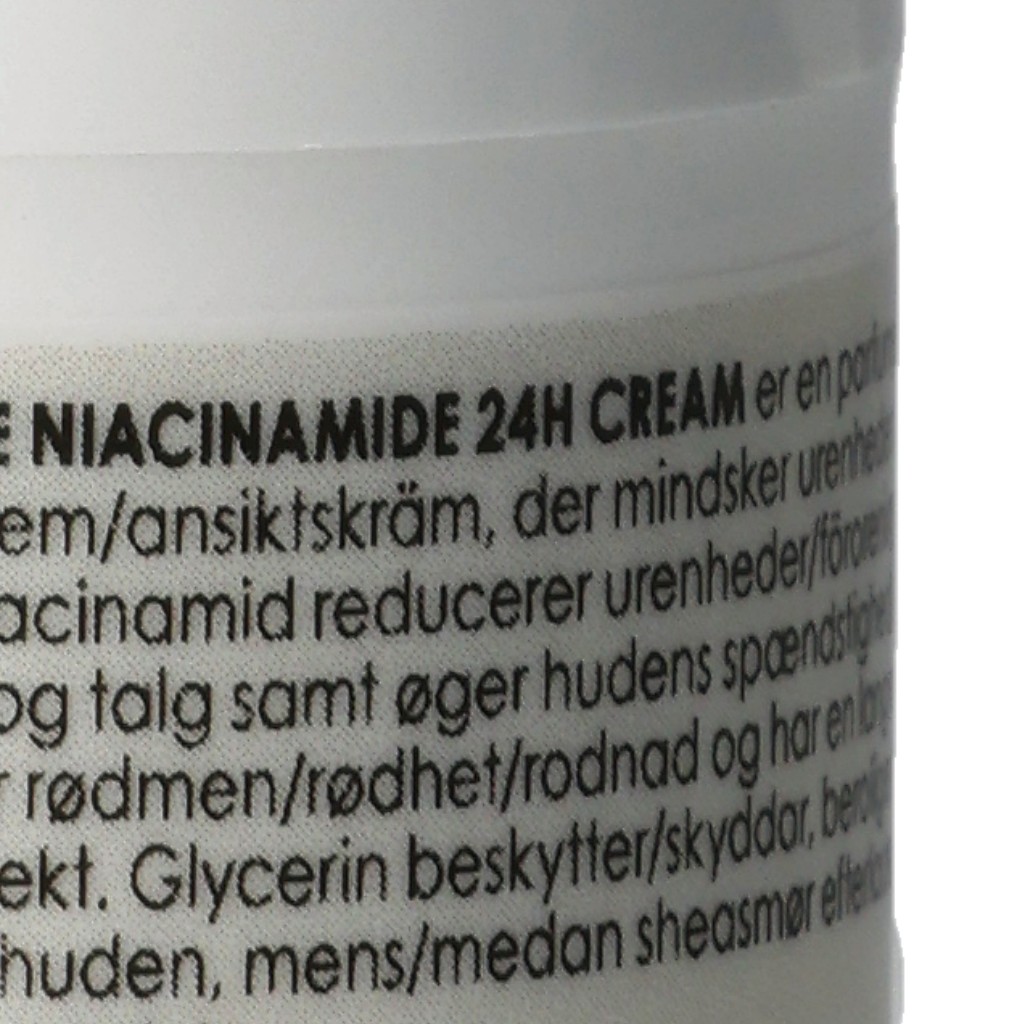 NIACINAMIDE 24H CREAM er en
em/ansiktskräm, der mindsker
acinamid reducerer urenheder/
og talg samt øger hudens
rødmen/rødhet/rodnad og har en
ekt. Glycerin beskytter/skyddar,
huden, mens/medan sheasmør